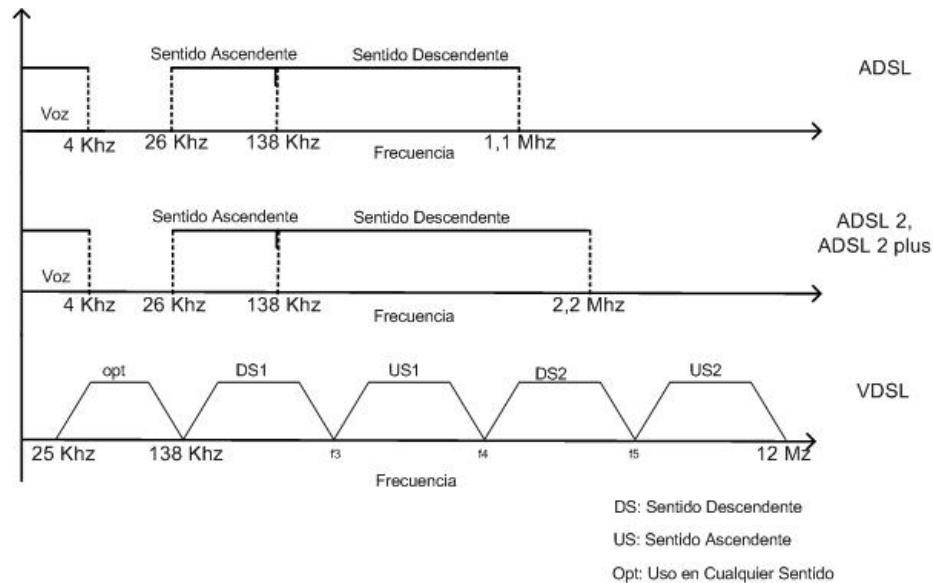 Sentido Ascendente
Sentido Descendente
ADSL
Voz
4 Khz
26 Khz
138 Khz
Frecuencia
1,1 Mhz
Sentido Ascendente
Sentido Descendente
ADSL 2,
ADSL 2 plus
Voz
4 Khz
26 Khz
138 Khz
Frecuencia
2,2 Mhz
opt
DS1
US1
DS2
US2
VDSL
25 Khz
138 Khz
f3
f4
f5
12 Mz
Frecuencia
DS: Sentido Descendente
US: Sentido Ascendente
Opt: Uso en Cualquier Sentido